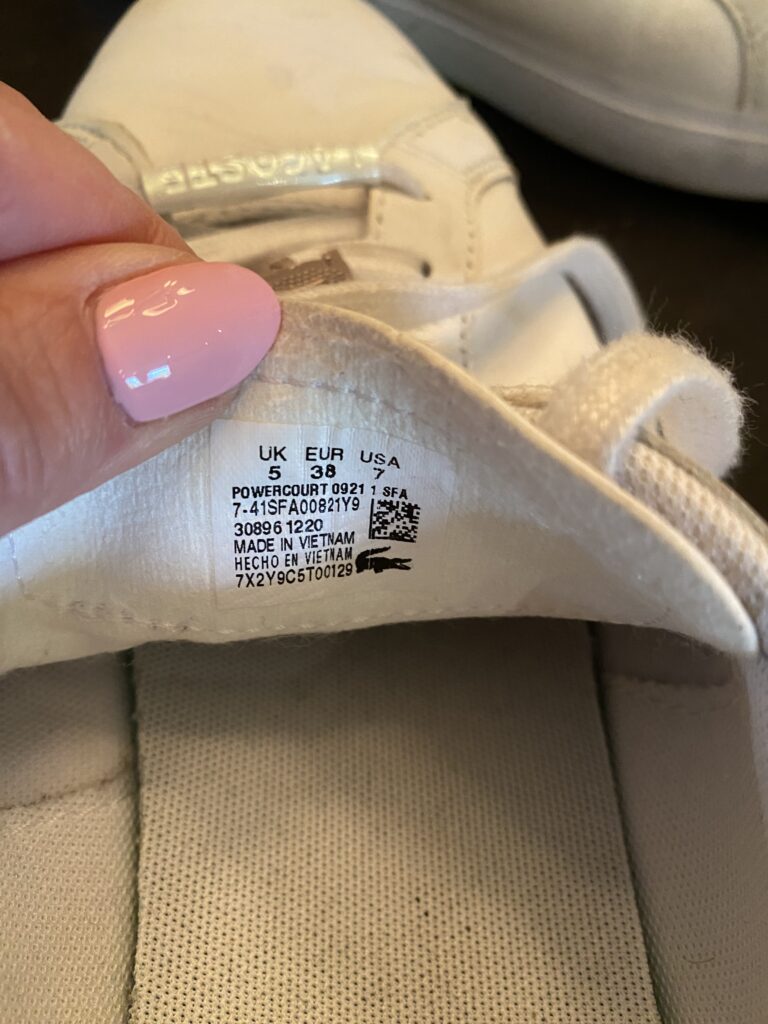 LACOSTE
UK EUR USA
5 38 7
POWERCOURT 0921 1 SFA
7-41SFA00821Y9
30896 1220
MADE IN VIETNAM
HECHO EN VIETNAM
7X2Y9C5T00129